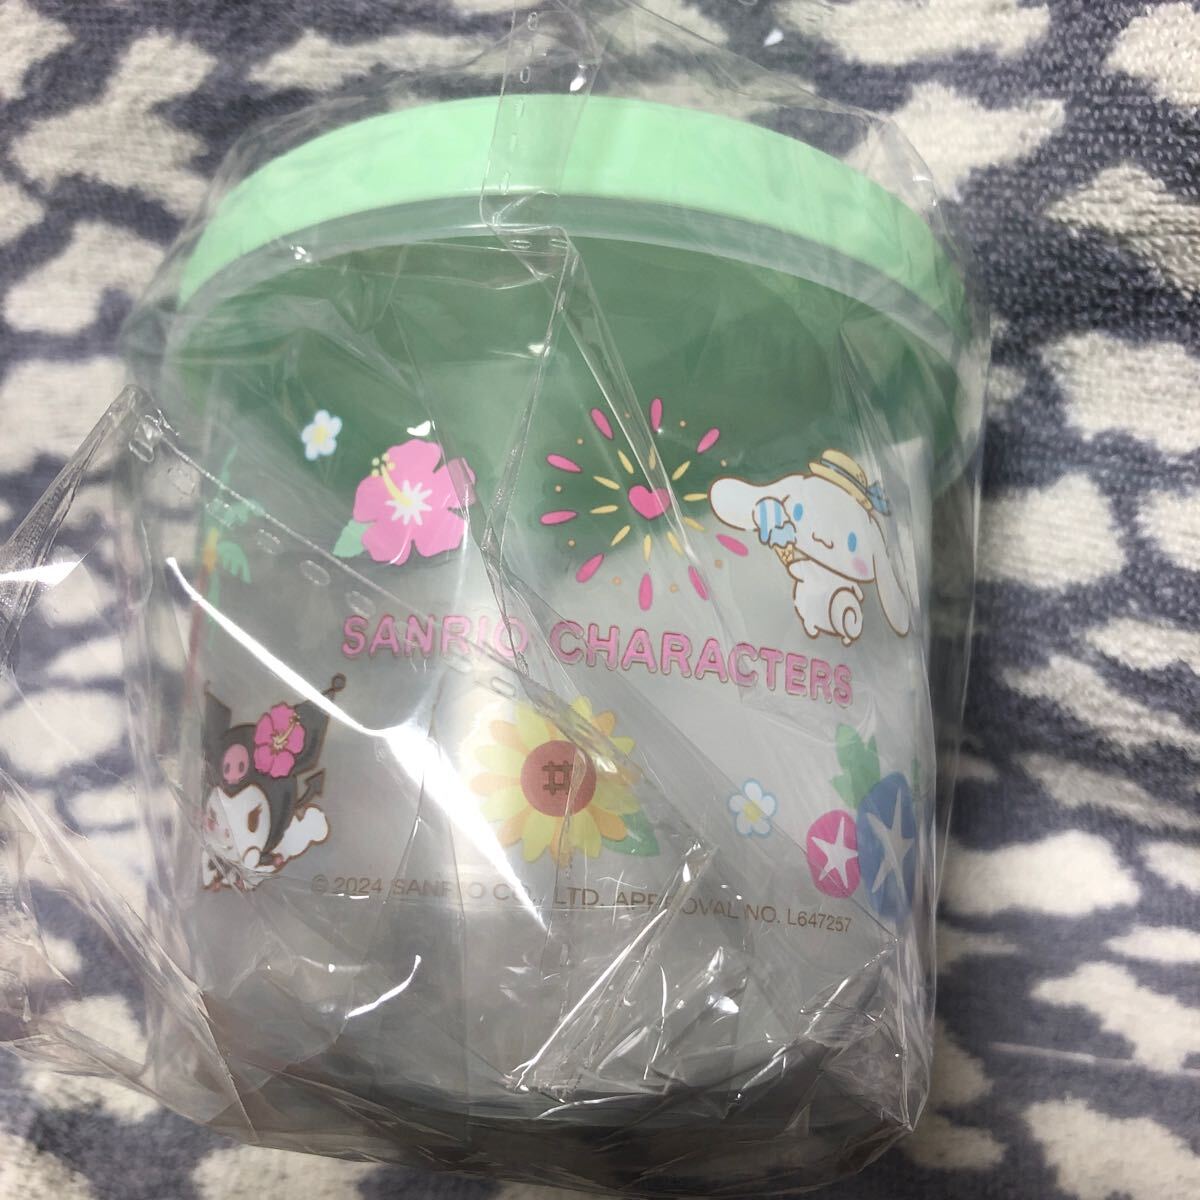 SANRIO CHARACTERS
© 2024 SANRIO CO., LTD. APPROVAL NO. L647257